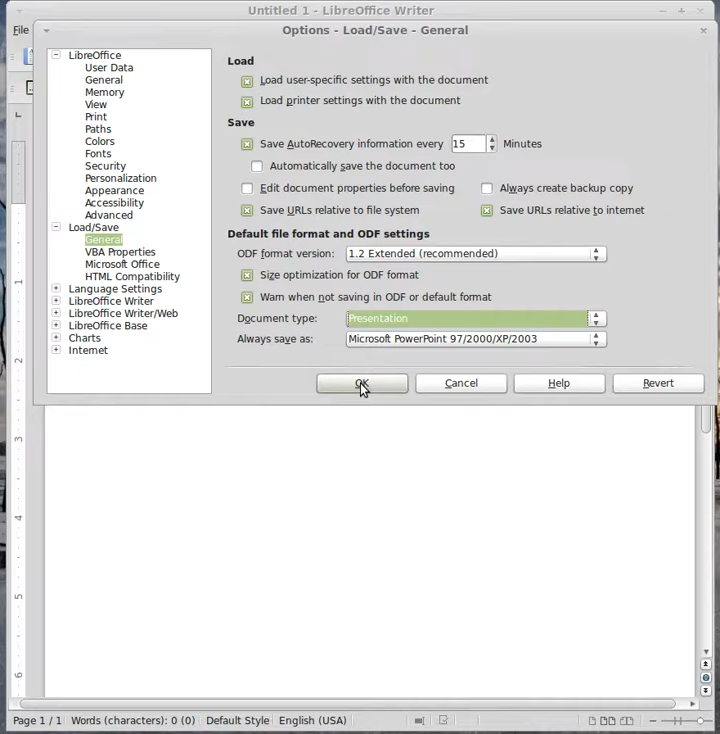 Untitled 1 - LibreOffice Writer
File
Options - Load/Save - General
LibreOffice
User Data
General
Memory
View
Print
Paths
Colors
Fonts
Security
Personalization
Appearance
Accessibility
Advanced
Load/Save
General
VBA Properties
Microsoft Office
HTML Compatibility
Language Settings
LibreOffice Writer
LibreOffice Writer/Web
LibreOffice Base
Charts
Internet
Load
Load user-specific settings with the document
Load printer settings with the document
Save
Save AutoRecovery information every 15 Minutes
Automatically save the document too
Edit document properties before saving Always create backup copy
Save URLs relative to file system Save URLs relative to internet
Default file format and ODF settings
ODF format version: 1.2 Extended (recommended)
Size optimization for ODF format
Warn when not saving in ODF or default format
Document type: Presentation
Always save as: Microsoft PowerPoint 97/2000/XP/2003
OK Cancel Help Revert
1
2
3
4
5
6
Page 1 / 1 Words (characters): 0 (0) Default Style English (USA)